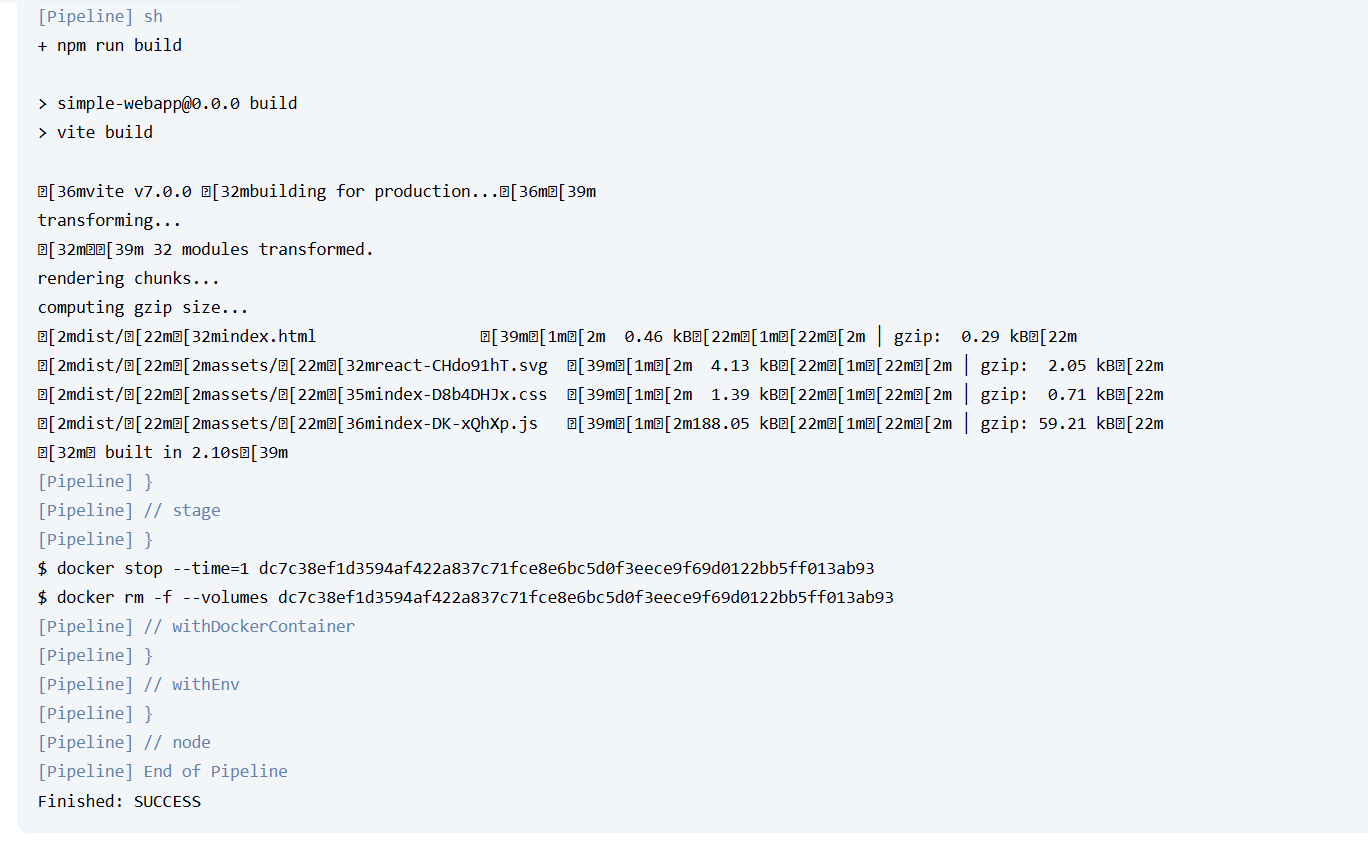 [Pipeline] sh
+ npm run build
> simple-webapp@0.0.0 build
> vite build
�[36mvite v7.0.0 �[32mbuilding for production...�[36m�[39m
transforming...
�[32m��[39m 32 modules transformed.
rendering chunks...
computing gzip size...
�[2mdist/�[22m�[32mindex.html                 �[39m�[1m�[2m  0.46 kB�[22m�[1m�[22m�[2m │ gzip:  0.29 kB�[22m
�[2mdist/�[22m�[2massets/�[22m�[32mreact-CHdo91hT.svg  �[39m�[1m�[2m  4.13 kB�[22m�[1m�[22m�[2m │ gzip:  2.05 kB�[22m
�[2mdist/�[22m�[2massets/�[22m�[35mindex-D8b4DHJx.css  �[39m�[1m�[2m  1.39 kB�[22m�[1m�[22m�[2m │ gzip:  0.71 kB�[22m
�[2mdist/�[22m�[2massets/�[22m�[36mindex-DK-xQhXp.js   �[39m�[1m�[2m188.05 kB�[22m�[1m�[22m�[2m │ gzip: 59.21 kB�[22m
�[32m� built in 2.10s�[39m
[Pipeline] }
[Pipeline] // stage
[Pipeline] }
$ docker stop --time=1 dc7c38ef1d3594af422a837c71fce8e6bc5d0f3eece9f69d0122bb5ff013ab93
$ docker rm -f --volumes dc7c38ef1d3594af422a837c71fce8e6bc5d0f3eece9f69d0122bb5ff013ab93
[Pipeline] // withDockerContainer
[Pipeline] }
[Pipeline] // withEnv
[Pipeline] }
[Pipeline] // node
[Pipeline] End of Pipeline
Finished: SUCCESS